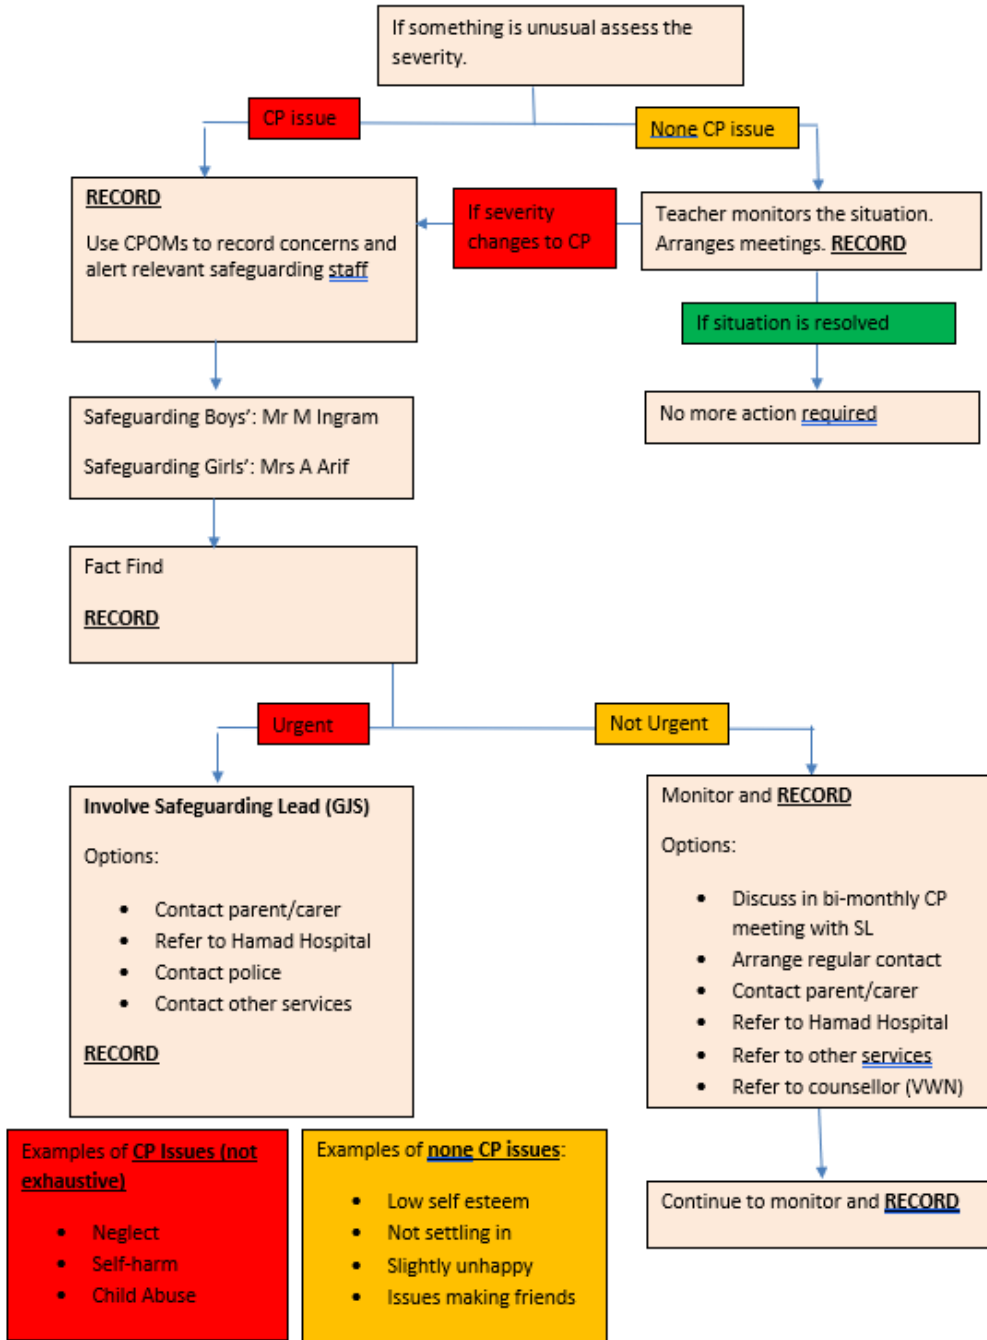 If something is unusual assess the
severity.
CP issue
None CP issue
RECORD
Use CPOMs to record concerns and
alert relevant safeguarding staff
If severity
changes to CP
Teacher monitors the situation.
Arranges meetings. RECORD
If situation is resolved
No more action required
Safeguarding Boys’: Mr M Ingram
Safeguarding Girls’: Mrs A Arif
Fact Find
RECORD
Urgent
Not Urgent
Involve Safeguarding Lead (GJS)
Options:
• Contact parent/carer
• Refer to Hamad Hospital
• Contact police
• Contact other services
RECORD
Monitor and RECORD
Options:
• Discuss in bi-monthly CP
meeting with SL
• Arrange regular contact
• Contact parent/carer
• Refer to Hamad Hospital
• Refer to other services
• Refer to counsellor (VWN)
Continue to monitor and RECORD
Examples of CP Issues (not
exhaustive)
• Neglect
• Self-harm
• Child Abuse
Examples of none CP issues:
• Low self esteem
• Not settling in
• Slightly unhappy
• Issues making friends